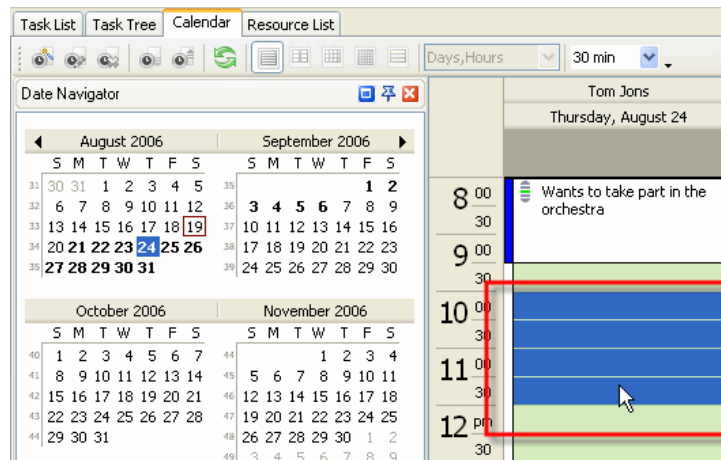 Task List Task Tree Calendar Resource List
Days,Hours 30 min
Date Navigator
Tom Jons
Thursday, August 24
August 2006 September 2006
S M T W T F S S M T W T F S
31 30 31 1 2 3 4 5 35 1 2
32 6 7 8 9 10 11 12 36 3 4 5 6 7 8 9
33 13 14 15 16 17 18 19 37 10 11 12 13 14 15 16
34 20 21 22 23 24 25 26 38 17 18 19 20 21 22 23
35 27 28 29 30 31 39 24 25 26 27 28 29 30
October 2006 November 2006
S M T W T F S S M T W T F S
40 1 2 3 4 5 6 7 44 1 2 3 4
41 8 9 10 11 12 13 14 45 5 6 7 8 9 10 11
42 15 16 17 18 19 20 21 46 12 13 14 15 16 17 18
43 22 23 24 25 26 27 28 47 19 20 21 22 23 24 25
44 29 30 31 48 26 27 28 29 30 1 2
49 3 4 5 6 7 8 9
8 00
30
9 00
30
10 00
30
11 00
30
12 pm
30
Wants to take part in the
orchestra